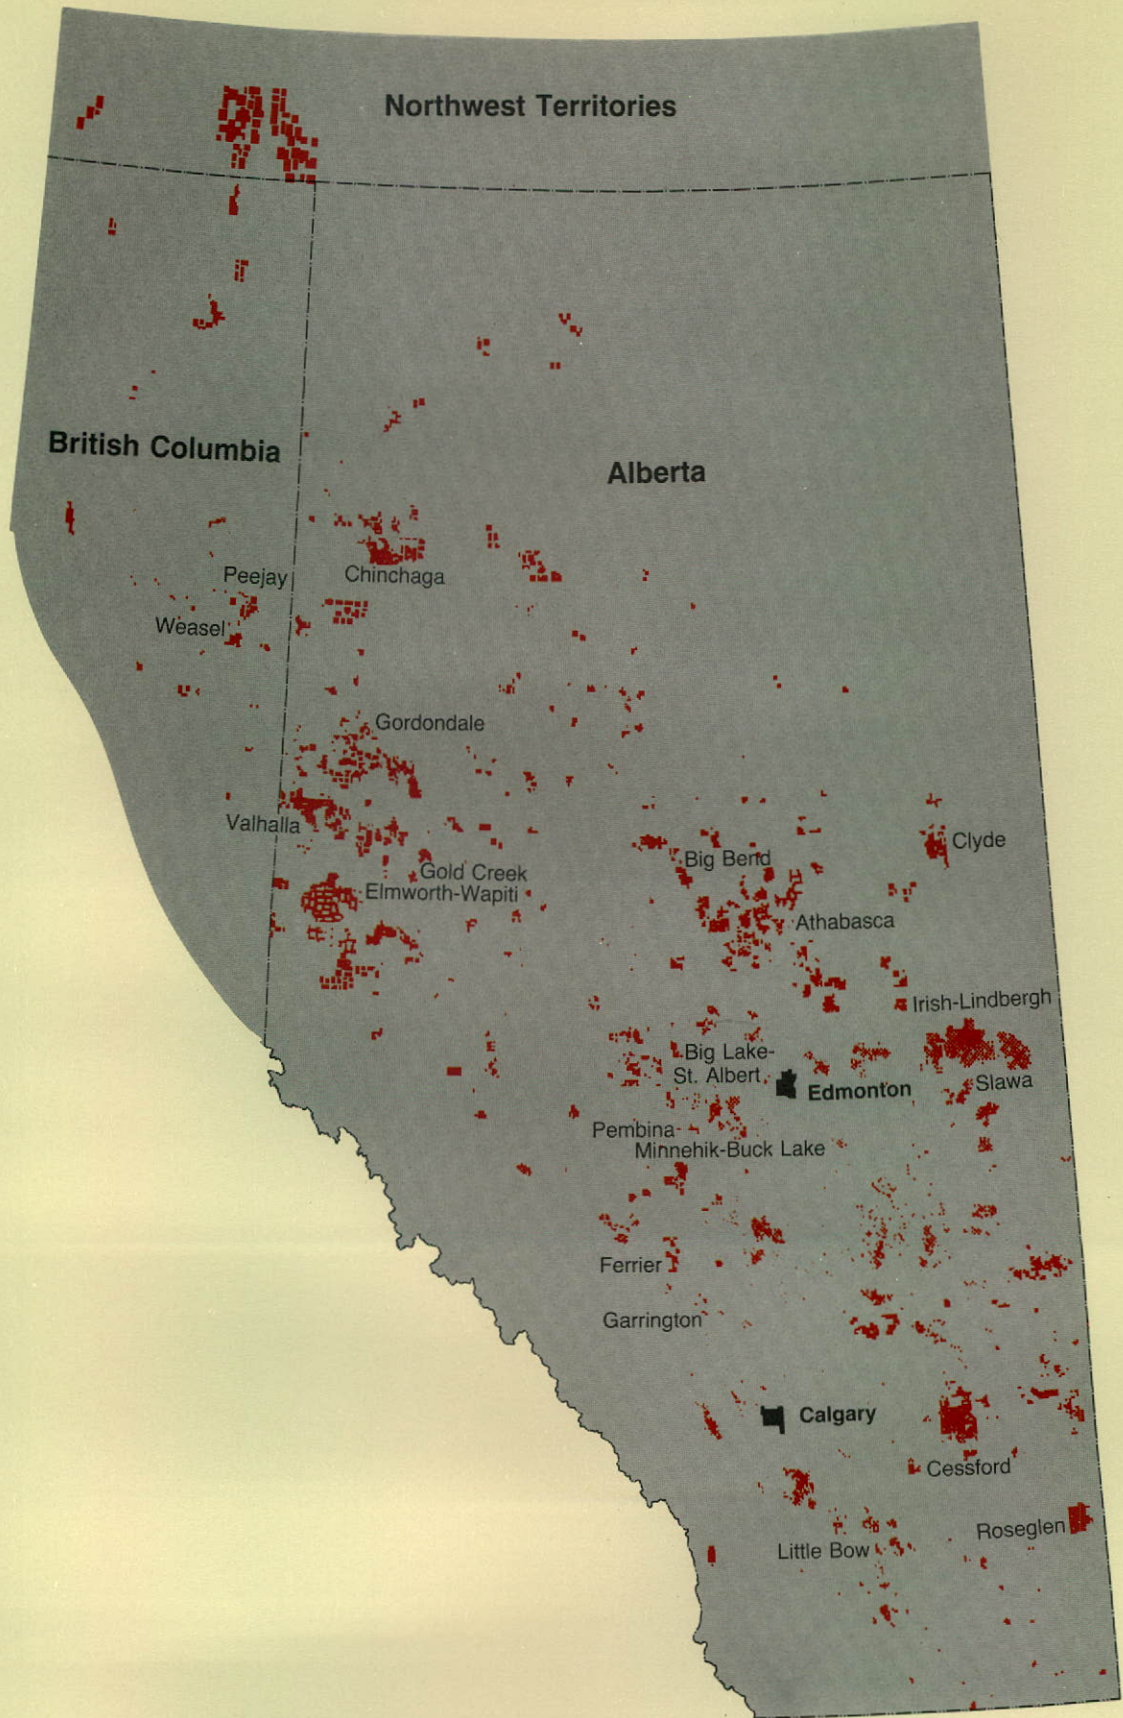 Northwest Territories
British Columbia
Alberta
Peejay
Chinchaga
Weasel
Gordondale
Valhalla
Big Bend
Clyde
Gold Creek
Elmworth-Wapiti
Athabasca
Irish-Lindbergh
Big Lake-
St. Albert
Slawa
Edmonton
Pembina-
Minnehik-Buck Lake
Ferrier
Garrington
Calgary
Cessford
Roseglen
Little Bow